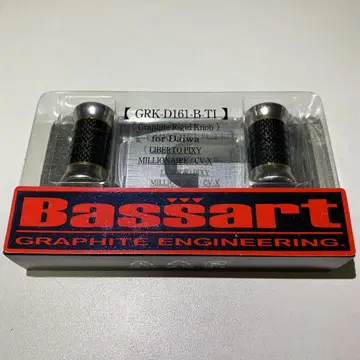 【 GRK-D161-B-TI 】
( Graphite Rigid Knob )
for Daiwa
( LIBERTO PIXY
MILLIONAIRE / CV-X
Bassart
GRAPHITE ENGINEERING.